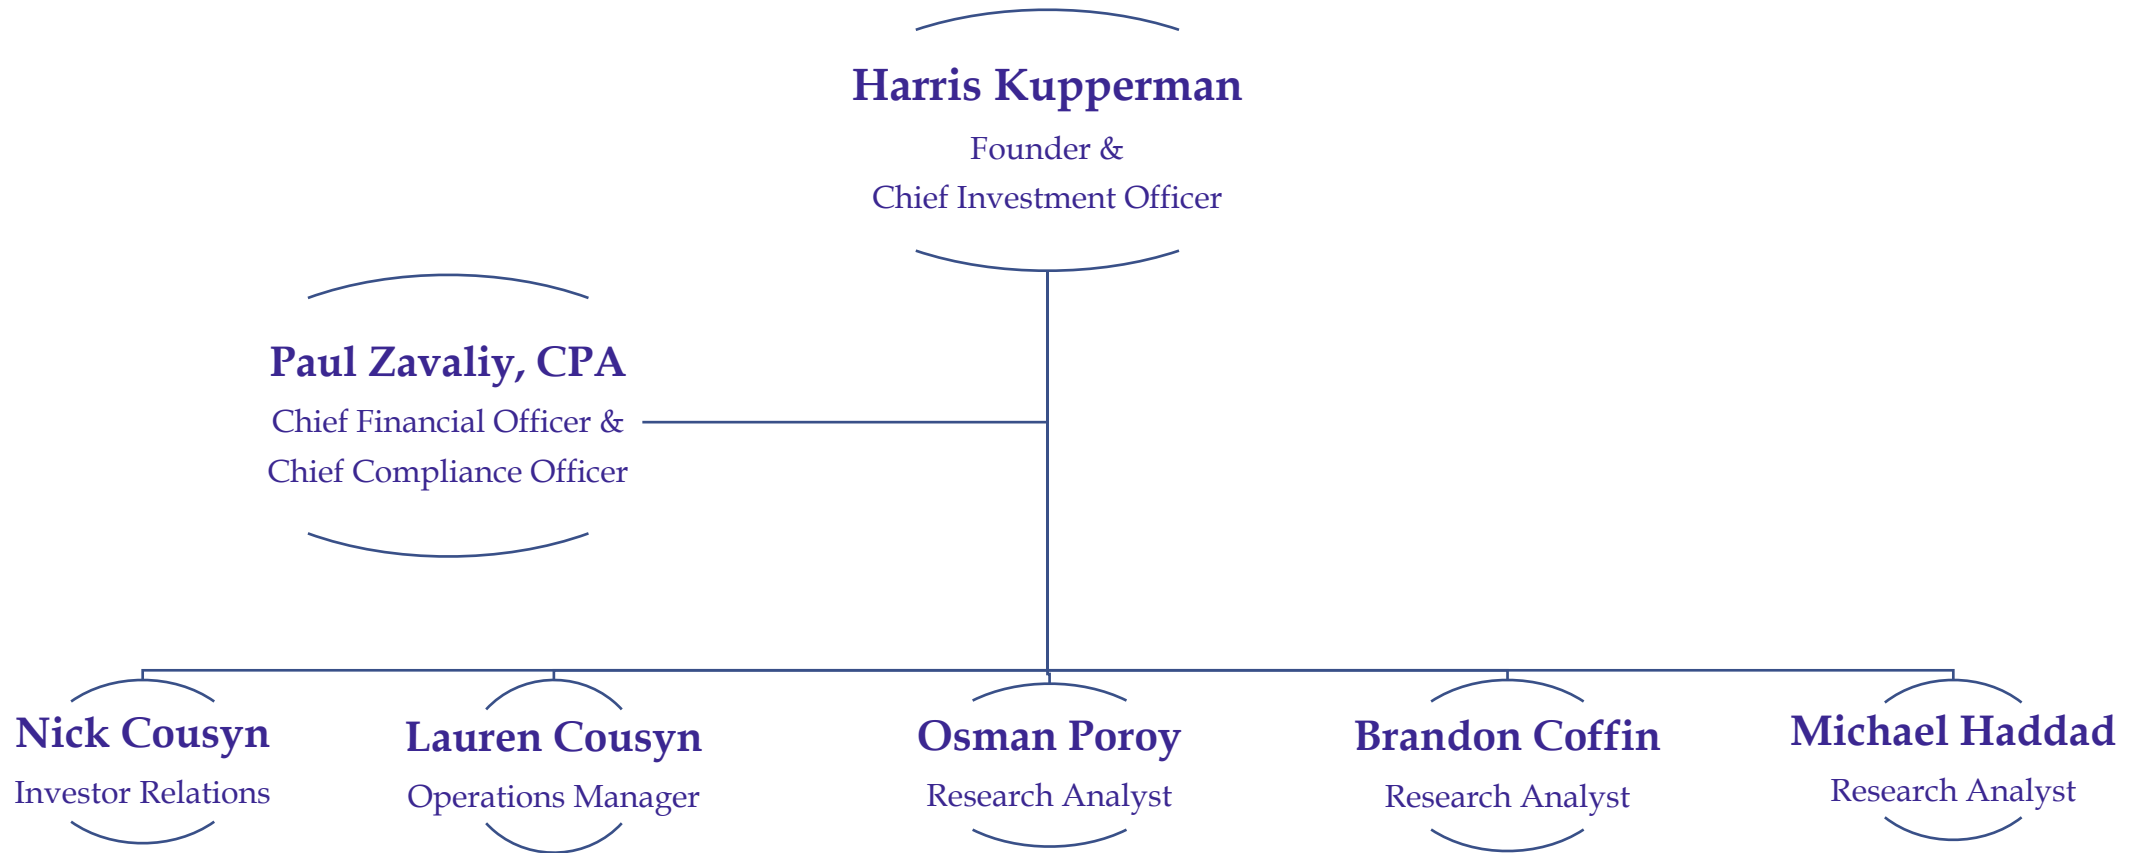 Harris Kupperman
Founder &
Chief Investment Officer
Paul Zavaliy, CPA
Chief Financial Officer &
Chief Compliance Officer
Nick Cousyn
Investor Relations
Lauren Cousyn
Operations Manager
Osman Poroy
Research Analyst
Brandon Coffin
Research Analyst
Michael Haddad
Research Analyst